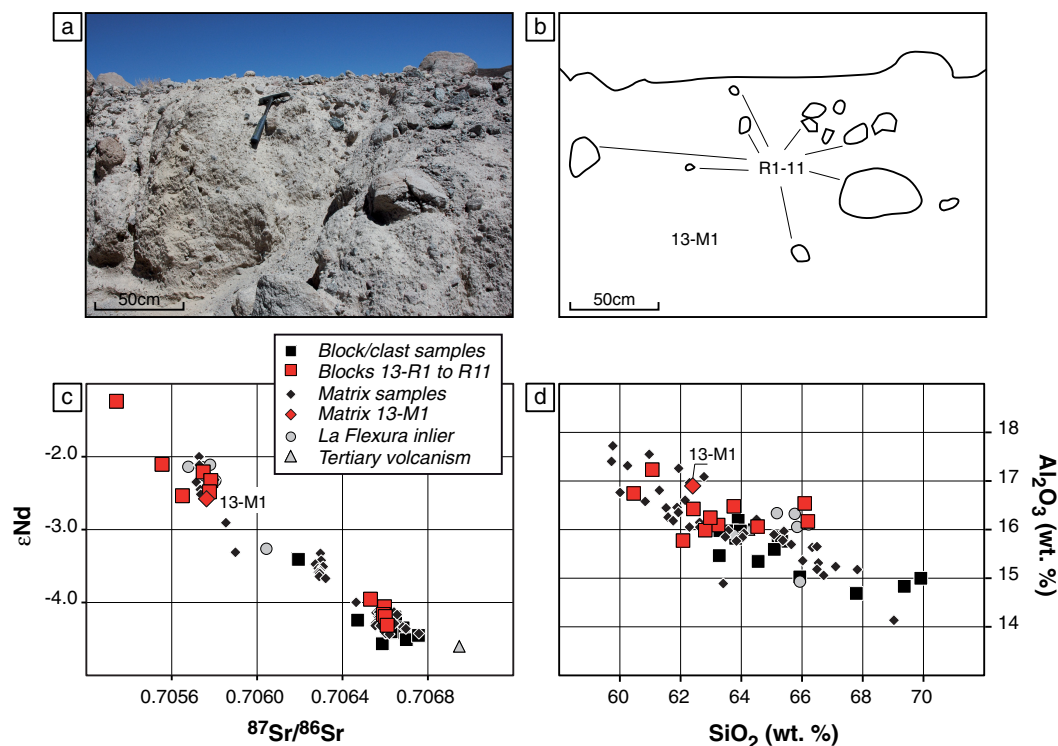 a
50cm
b
R1-11
13-M1
50cm
Block/clast samples
Blocks 13-R1 to R11
Matrix samples
Matrix 13-M1
La Flexura inlier
Tertiary volcanism
c
-2.0
-3.0
-4.0
εNd
13-M1
0.7056
0.7060
0.7064
0.7068
⁸⁷Sr/⁸⁶Sr
d
13-M1
18
17
16
15
14
Al₂O₃ (wt. %)
60
62
64
66
68
70
SiO₂ (wt. %)